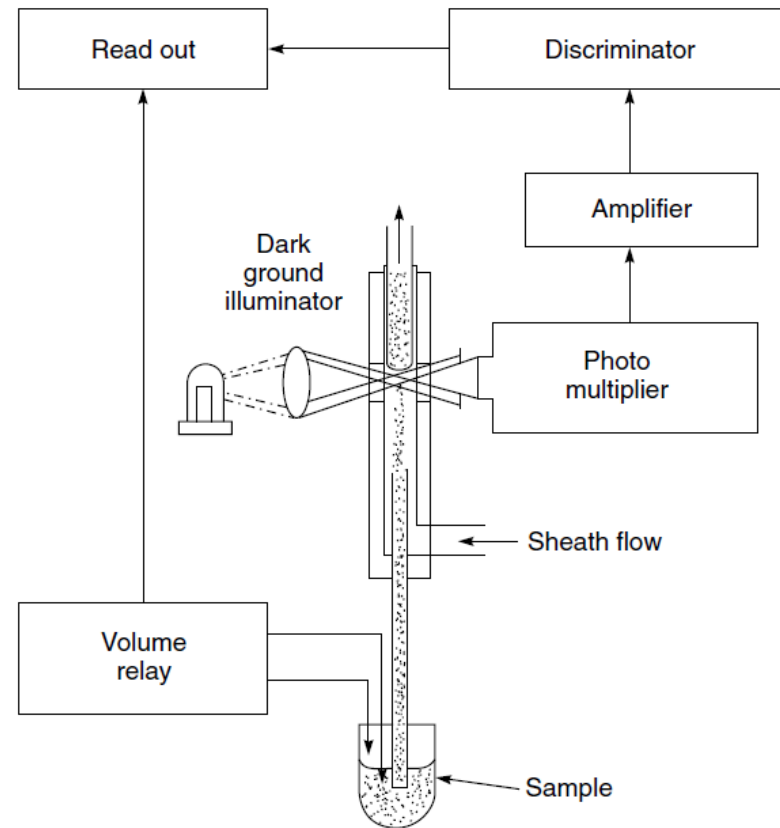 Read out
Discriminator
Amplifier
Dark
ground
illuminator
Photo
multiplier
Sheath flow
Volume
relay
Sample